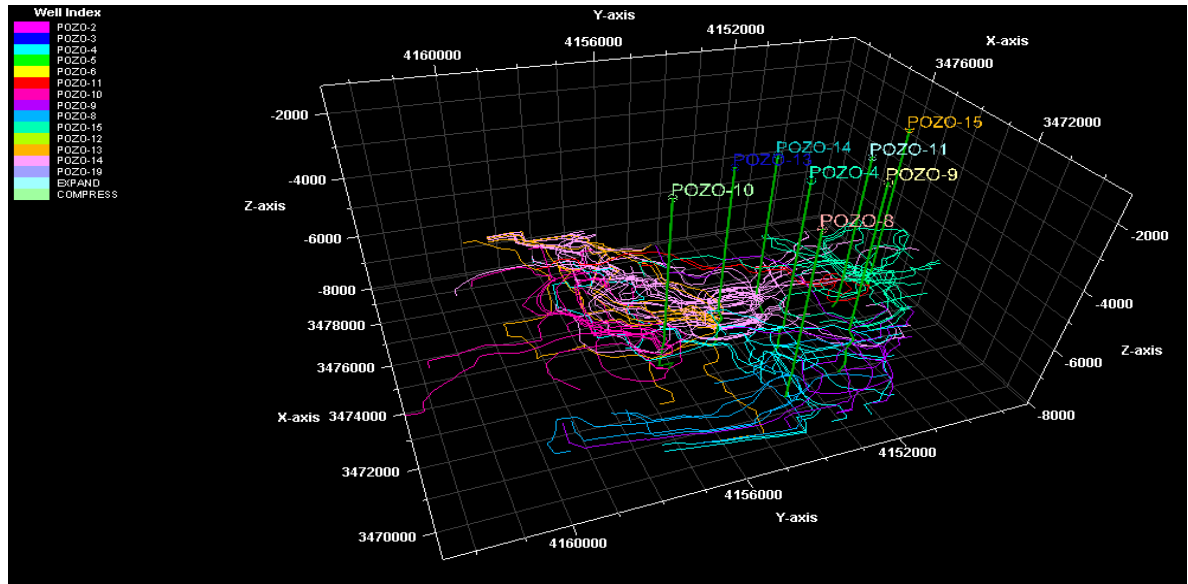 Well Index
POZO-2
POZO-3
POZO-4
POZO-5
POZO-6
POZO-11
POZO-10
POZO-9
POZO-8
POZO-15
POZO-12
POZO-13
POZO-14
POZO-19
EXPAND
COMPRESS
Y-axis
4160000
4156000
4152000
X-axis
3476000
3472000
-2000
-4000
Z-axis
-6000
-8000
3478000
3476000
X-axis 3474000
3472000
3470000
POZO-15
POZO-14
POZO-11
POZO-13
POZO-4
POZO-9
POZO-10
POZO-8
-2000
-4000
Z-axis
-6000
-8000
4152000
4156000
Y-axis
4160000